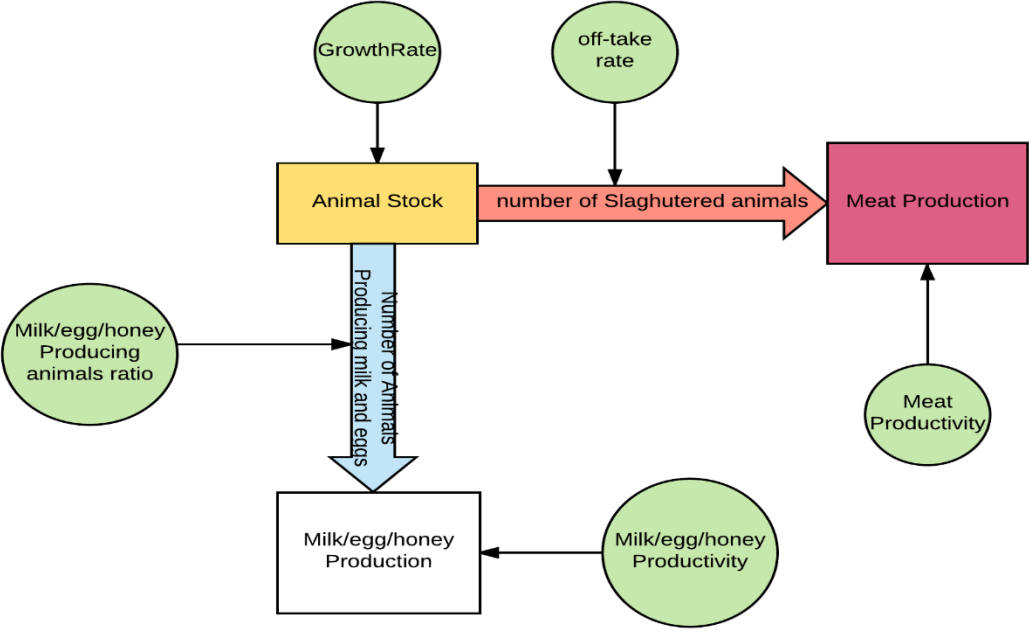 GrowthRate
off-take
rate
Animal Stock
number of Slaghutered animals
Meat Production
Number of Animals
Producing milk and eggs
Milk/egg/honey
Producing
animals ratio
Meat
Productivity
Milk/egg/honey
Production
Milk/egg/honey
Productivity